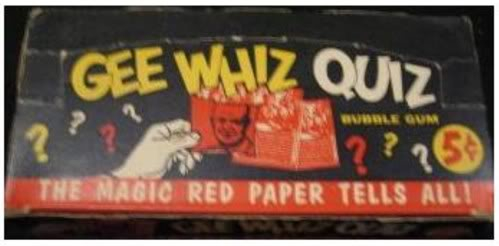 GEE WHIZ QUIZ
BUBBLE GUM
5¢
? ? ? ? ? ? ?
THE MAGIC RED PAPER TELLS ALL!